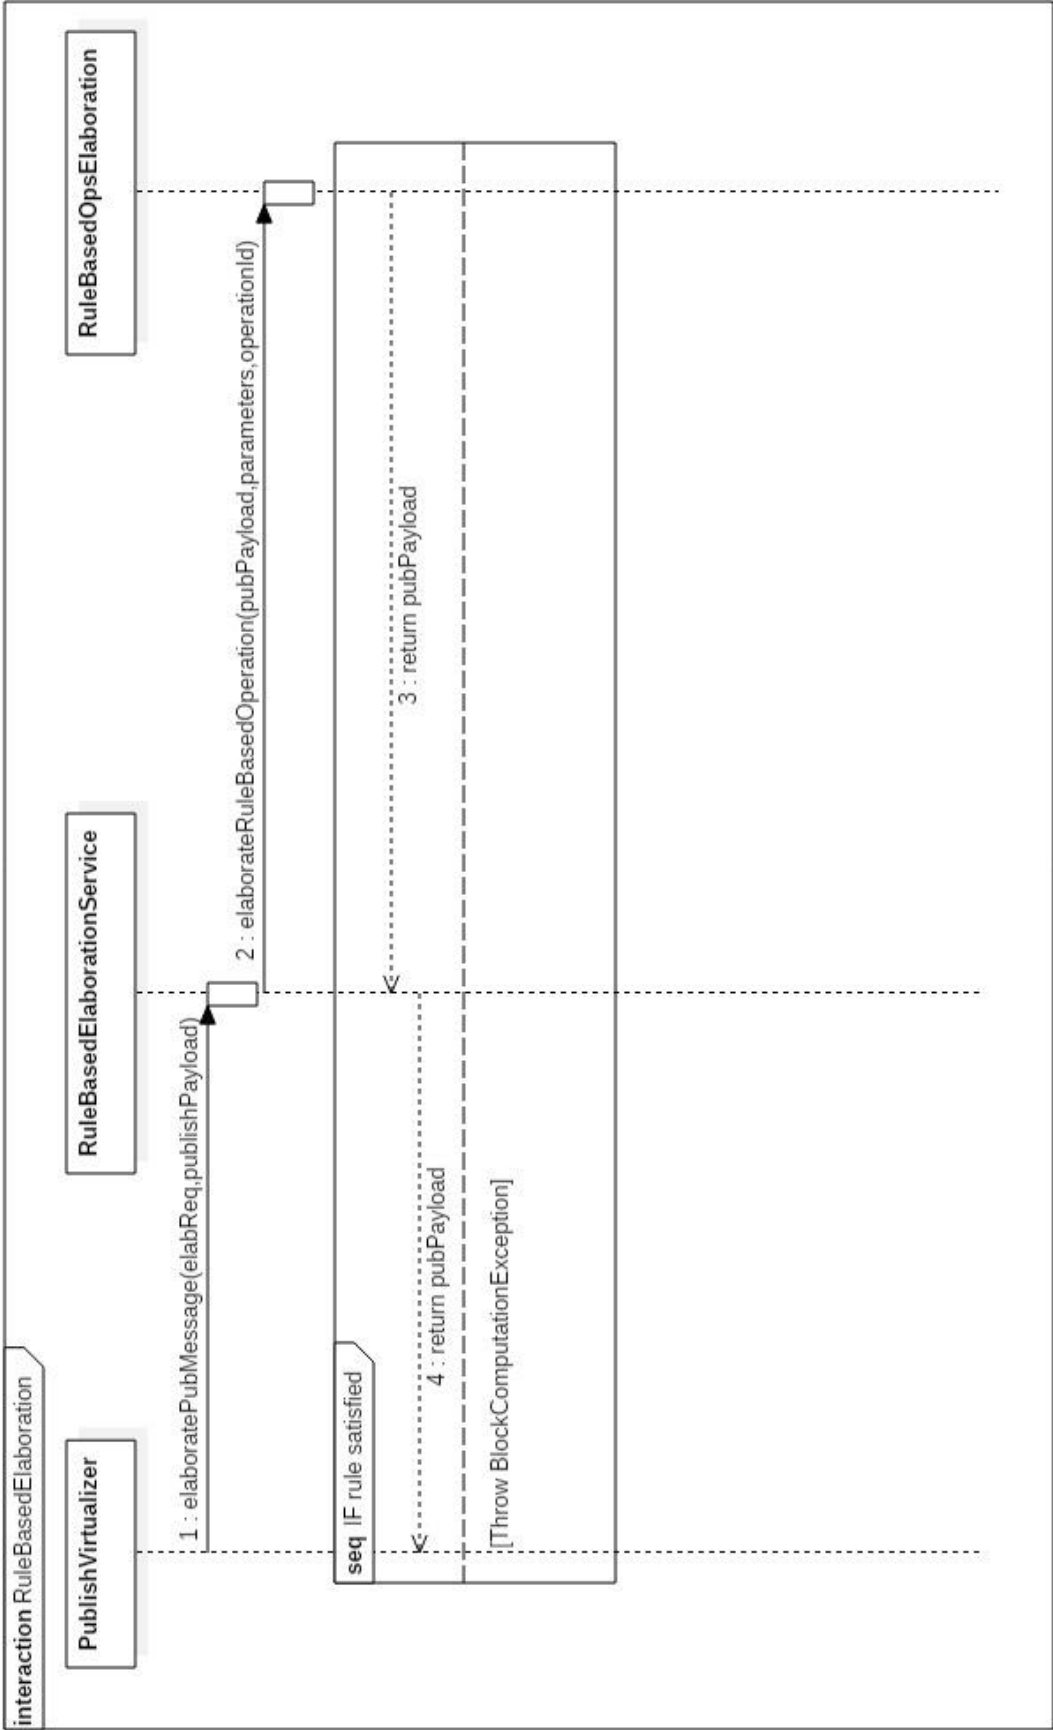 interaction RuleBasedElaboration
PublishVirtualizer
RuleBasedElaborationService
RuleBasedOpsElaboration
1 : elaboratePubMessage(elabReq,publishPayload)
2 : elaborateRuleBasedOperation(pubPayload,parameters,operationId)
seq IF rule satisfied
3 : return pubPayload
4 : return pubPayload
[Throw BlockComputationException]